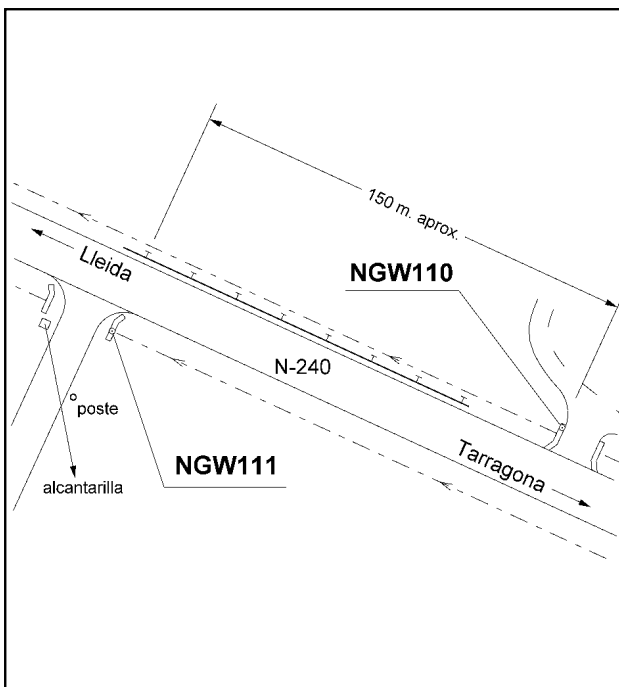 150 m. aprox.
NGW110
Lleida
N-240
Tarragona
poste
NGW111
alcantarilla